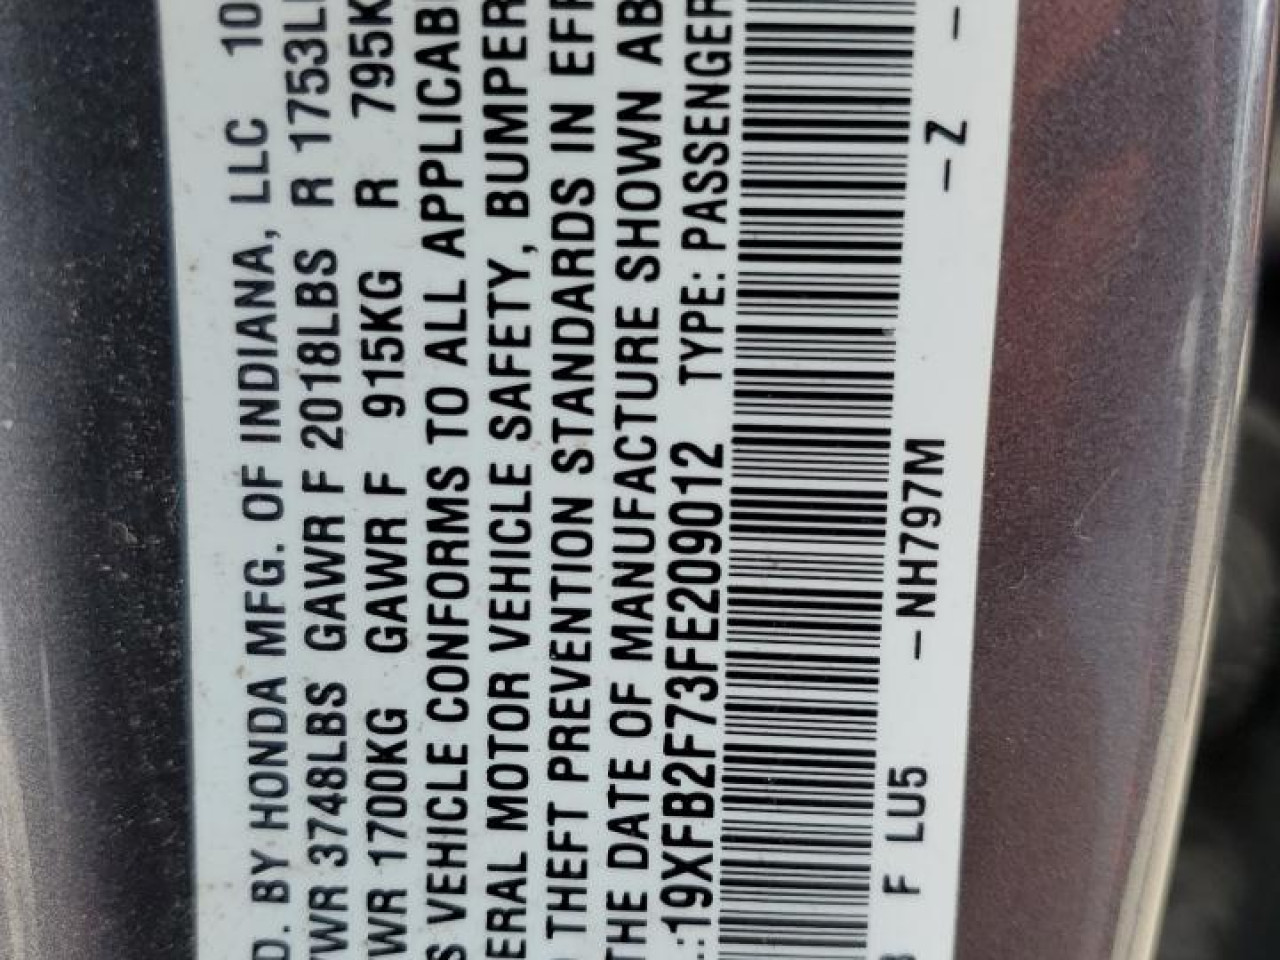 D. BY HONDA MFG. OF INDIANA, LLC 10
WR 3748LBS GAWR F 2018LBS R 1753L
WR 1700KG GAWR F 915KG R 795K
S VEHICLE CONFORMS TO ALL APPLICAB
ERAL MOTOR VEHICLE SAFETY, BUMPER
THEFT PREVENTION STANDARDS IN EF
THE DATE OF MANUFACTURE SHOWN AB
.:19XFB2F73FE209012 TYPE: PASSENGER
F LU5 -NH797M -Z -